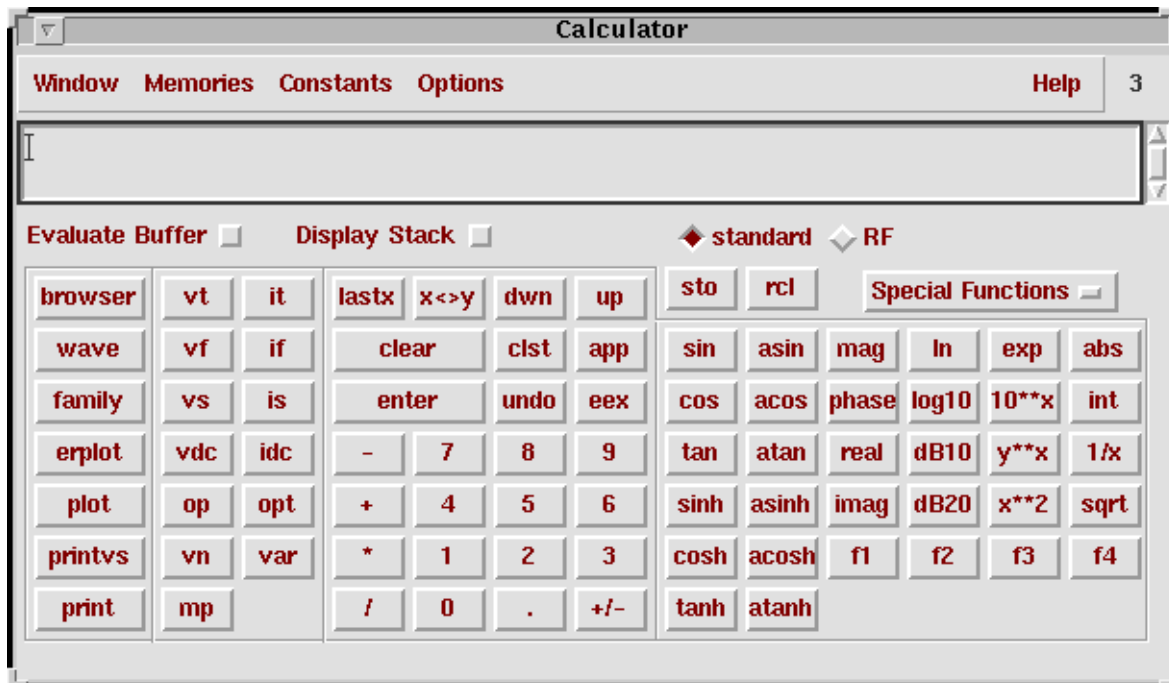 Calculator
Window Memories Constants Options Help 3
Evaluate Buffer Display Stack standard RF
browser vt it lastx x<>y dwn up sto rcl Special Functions
wave vf if clear clst app sin asin mag ln exp abs
family vs is enter undo eex cos acos phase log10 10**x int
erplot vdc idc - 7 8 9 tan atan real dB10 y**x 1/x
plot op opt + 4 5 6 sinh asinh imag dB20 x**2 sqrt
printvs vn var * 1 2 3 cosh acosh f1 f2 f3 f4
print mp / 0 . +/- tanh atanh